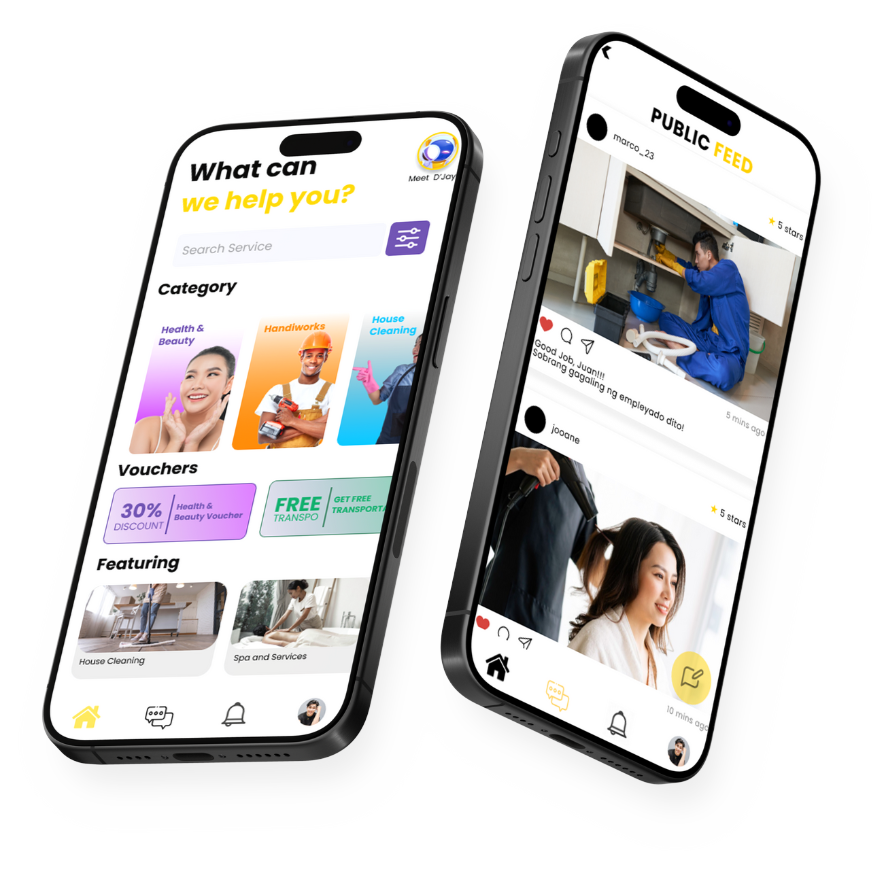 What can
we help you?
Meet D'Jay
Search Service
Category
Health &
Beauty
Handiworks
House
Cleaning
Vouchers
30%
DISCOUNT
Health &
Beauty Voucher
FREE
TRANSPO
GET FREE
Featuring
House Cleaning
Spa and Services
PUBLIC FEED
marco_23
5 stars
Good Job, Juan!!!
Sobrang gagaling ng empleyado dito!
5 mins ago
jooane
5 stars
10 mins ago